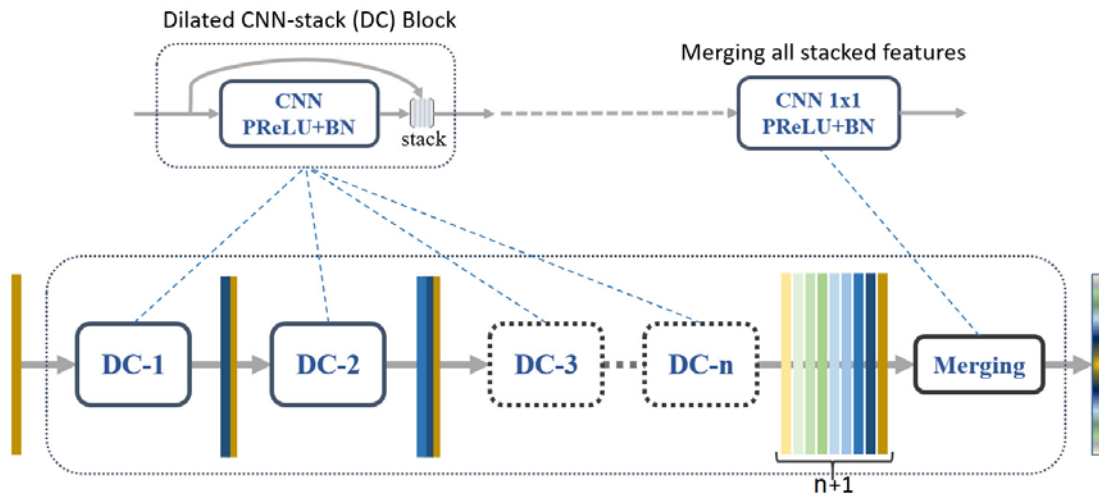 Dilated CNN-stack (DC) Block
Merging all stacked features
CNN
PReLU+BN
stack
CNN 1x1
PReLU+BN
DC-1
DC-2
DC-3
DC-n
Merging
n+1